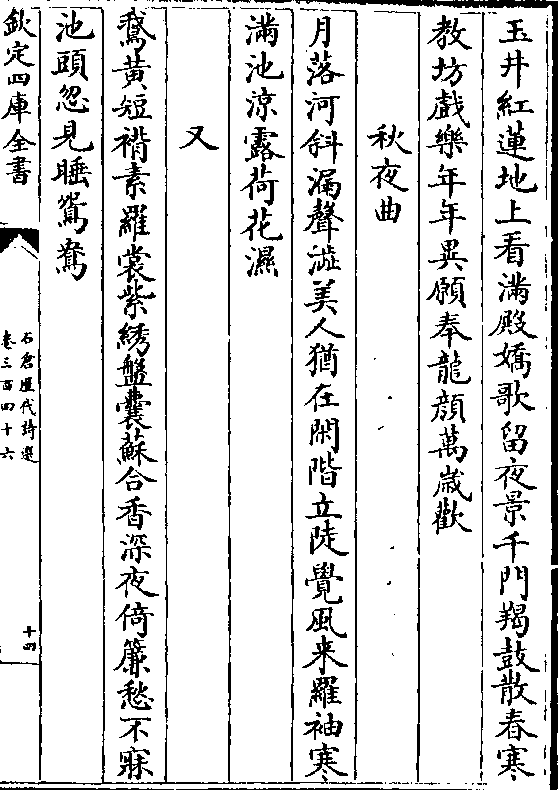 玉井紅蓮地上看滿殿嬌歌留夜景千門羯鼓散春寒
教坊戲樂年年異願奉龍顔萬歲歡
秋夜曲
月落河斜漏聲澁美人猶在閑階立陡覺風来羅袖寒
滿池涼露荷花濕
又
鵞黄短褙素羅裳紫綉盤囊蘇合香深夜倚簾愁不寐
池頭忽見睡鴛鴦
欽定四庫全書
石倉歴代詩選
卷三百四十六
十四